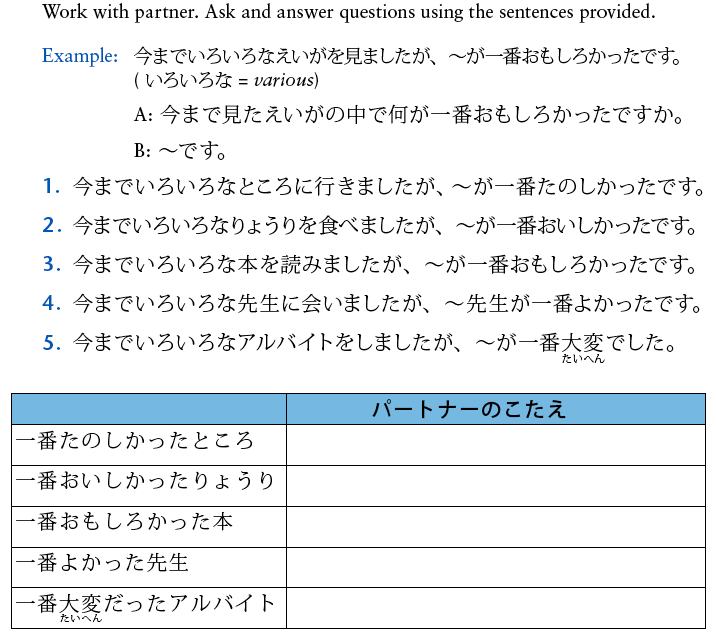 Work with partner. Ask and answer questions using the sentences provided.
Example: 今までいろいろなえいがを見ましたが、〜が一番おもしろかったです。
( いろいろな = various)
A: 今まで見たえいがの中で何が一番おもしろかったですか。
B: 〜です。
1. 今までいろいろなところに行きましたが、〜が一番たのしかったです。
2. 今までいろいろなりょうりを食べましたが、〜が一番おいしかったです。
3. 今までいろいろな本を読みましたが、〜が一番おもしろかったです。
4. 今までいろいろな先生に会いましたが、〜先生が一番よかったです。
5. 今までいろいろなアルバイトをしましたが、〜が一番大変でした。
たいへん
パートナーのこたえ
一番たのしかったところ
一番おいしかったりょうり
一番おもしろかった本
一番よかった先生
一番大変だったアルバイト
たいへん